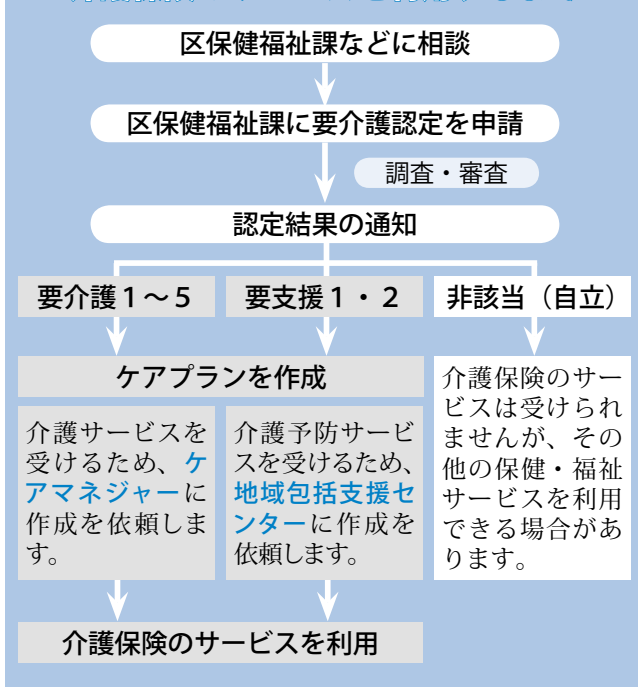 区保健福祉課などに相談
区保健福祉課に要介護認定を申請
調査・審査
認定結果の通知
要介護1～5
要支援1・2
非該当（自立）
ケアプランを作成
介護サービスを
受けるため、ケ
アマネジャーに
作成を依頼しま
す。
介護予防サービ
スを受けるため、
地域包括支援セ
ンターに作成を
依頼します。
介護保険のサー
ビスは受けられ
ませんが、その
他の保健・福祉
サービスを利用
できる場合があ
ります。
介護保険のサービスを利用